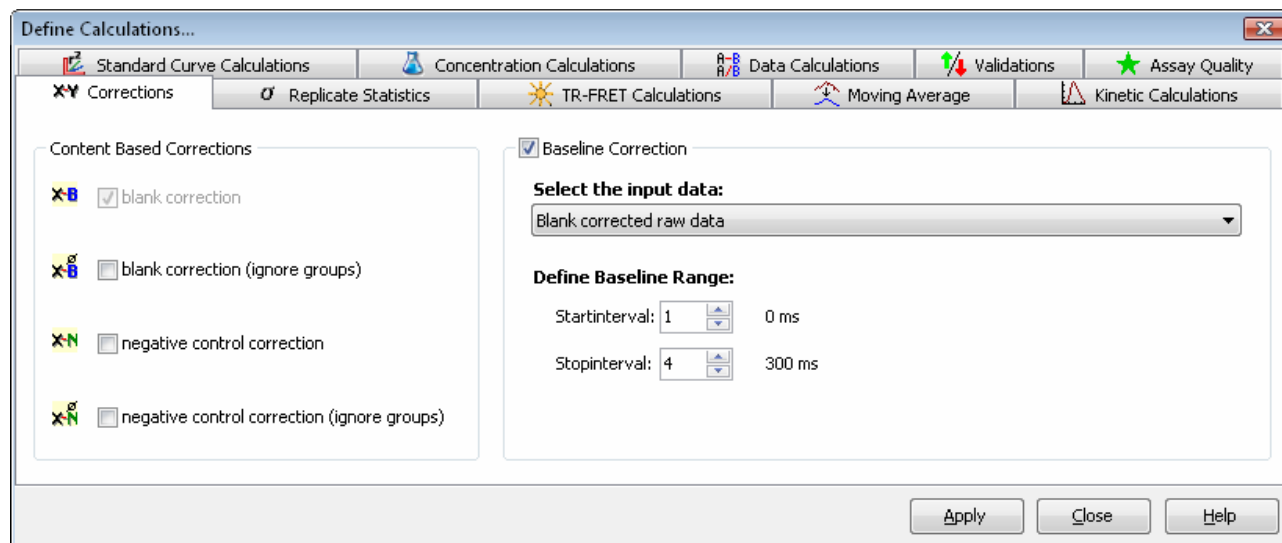 Define Calculations...
Standard Curve Calculations
Concentration Calculations
A-B
A/B
Data Calculations
Validations
Assay Quality
X-Y Corrections
σ Replicate Statistics
TR-FRET Calculations
Moving Average
Kinetic Calculations
Content Based Corrections
X-B blank correction
X-B blank correction (ignore groups)
X-N negative control correction
X-N negative control correction (ignore groups)
Baseline Correction
Select the input data:
Blank corrected raw data
Define Baseline Range:
Startinterval: 1 0 ms
Stopinterval: 4 300 ms
Apply
Close
Help